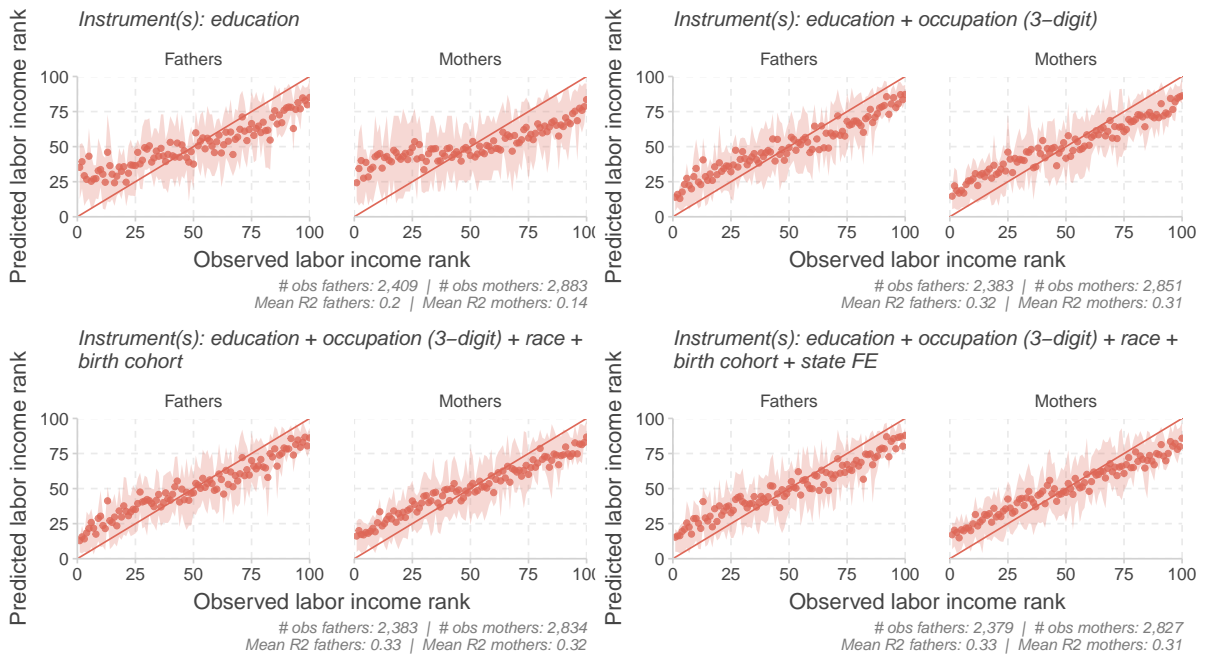 Instrument(s): education
Fathers
Mothers
Predicted labor income rank
100
75
50
25
0
0 25 50 75 100
0 25 50 75 100
Observed labor income rank
# obs fathers: 2,409 | # obs mothers: 2,883
Mean R2 fathers: 0.2 | Mean R2 mothers: 0.14
Instrument(s): education + occupation (3−digit)
Fathers
Mothers
Predicted labor income rank
100
75
50
25
0
0 25 50 75 100
0 25 50 75 100
Observed labor income rank
# obs fathers: 2,383 | # obs mothers: 2,851
Mean R2 fathers: 0.32 | Mean R2 mothers: 0.31
Instrument(s): education + occupation (3−digit) + race +
birth cohort
Fathers
Mothers
Predicted labor income rank
100
75
50
25
0
0 25 50 75 100
0 25 50 75 100
Observed labor income rank
# obs fathers: 2,383 | # obs mothers: 2,834
Mean R2 fathers: 0.33 | Mean R2 mothers: 0.32
Instrument(s): education + occupation (3−digit) + race +
birth cohort + state FE
Fathers
Mothers
Predicted labor income rank
100
75
50
25
0
0 25 50 75 100
0 25 50 75 100
Observed labor income rank
# obs fathers: 2,379 | # obs mothers: 2,827
Mean R2 fathers: 0.33 | Mean R2 mothers: 0.31